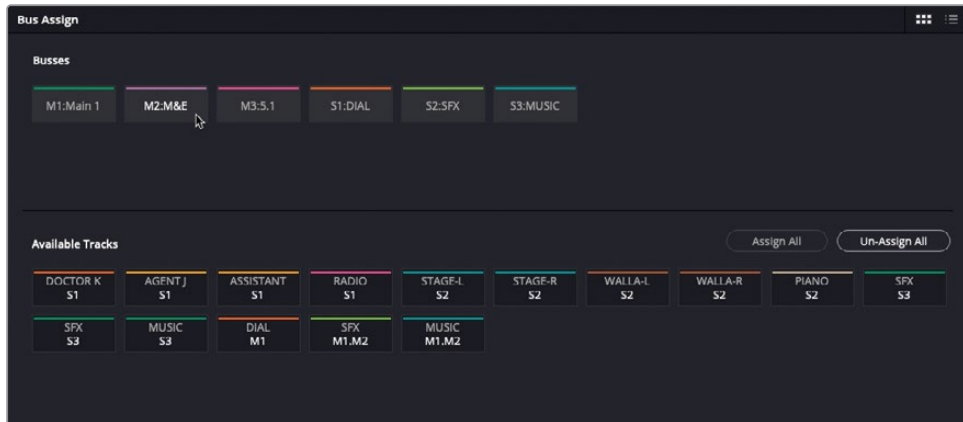 Bus Assign
Busses
M1:Main 1 M2:M&E M3:5.1 S1:DIAL S2:SFX S3:MUSIC
Available Tracks Assign All Un-Assign All
DOCTOR K AGENT J ASSISTANT RADIO STAGE-L STAGE-R WALLA-L WALLA-R PIANO SFX
S1 S1 S1 S1 S2 S2 S2 S2 S2 S3
SFX MUSIC DIAL SFX MUSIC
S3 S3 M1 M1.M2 M1.M2